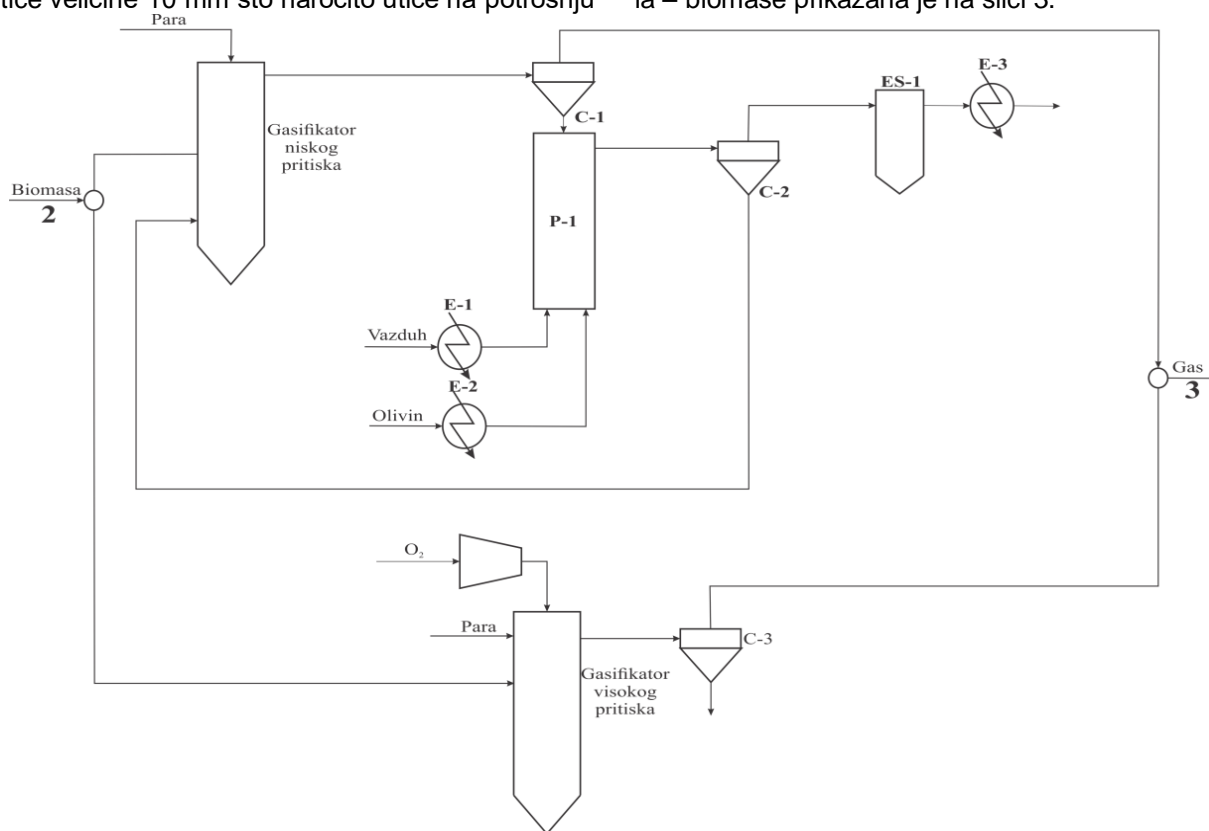 tice veličine 10 mm što naročito utiče na potrošnju
la – biomase prikazana je na slici 3.
Para
E-3
ES-1
C-1
Gasifikator
niskog
pritiska
C-2
Biomasa
2
P-1
E-1
Vazduh
Gas
3
E-2
Olivin
O₂
Para
C-3
Gasifikator
visokog
pritiska